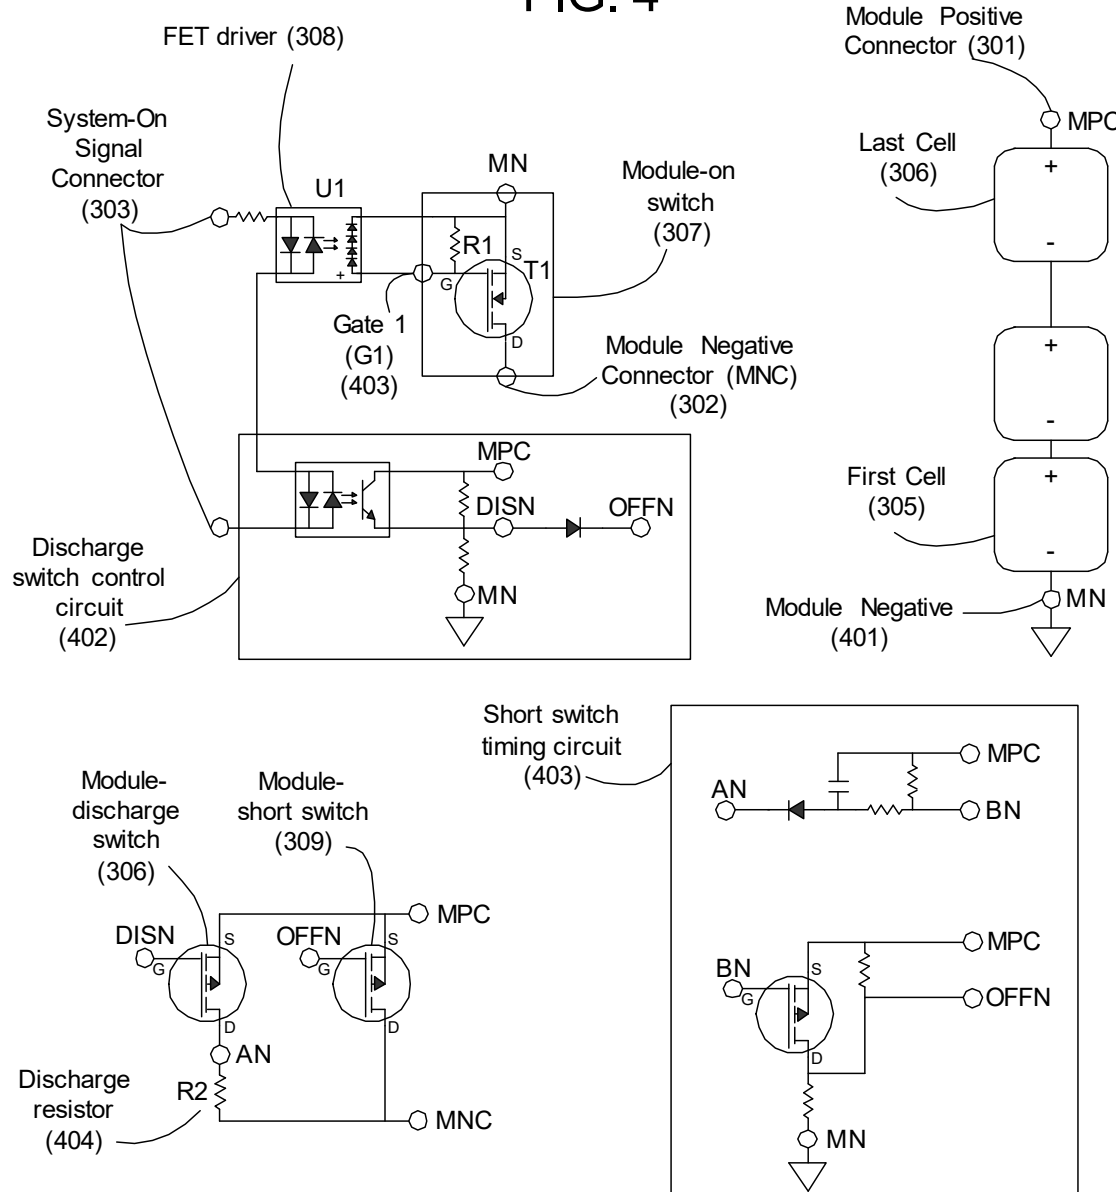 FIG. 4
FET driver (308)
System-On
Signal
Connector
(303)
U1
+
MN
R1
S
T1
G
D
Module-on
switch
(307)
Gate 1
(G1)
(403)
Module Negative
Connector (MNC)
(302)
Module Positive
Connector (301)
MPC
Last Cell
(306)
+
-
+
-
First Cell
(305)
+
-
Module Negative
(401)
MN
MPC
DISN
OFFN
MN
Discharge
switch control
circuit
(402)
Short switch
timing circuit
(403)
MPC
AN
BN
MPC
BN
S
G
OFFN
D
MN
Module-
discharge
switch
(306)
Module-
short switch
(309)
MPC
DISN
S
G
D
OFFN
S
G
D
AN
R2
MNC
Discharge
resistor
(404)